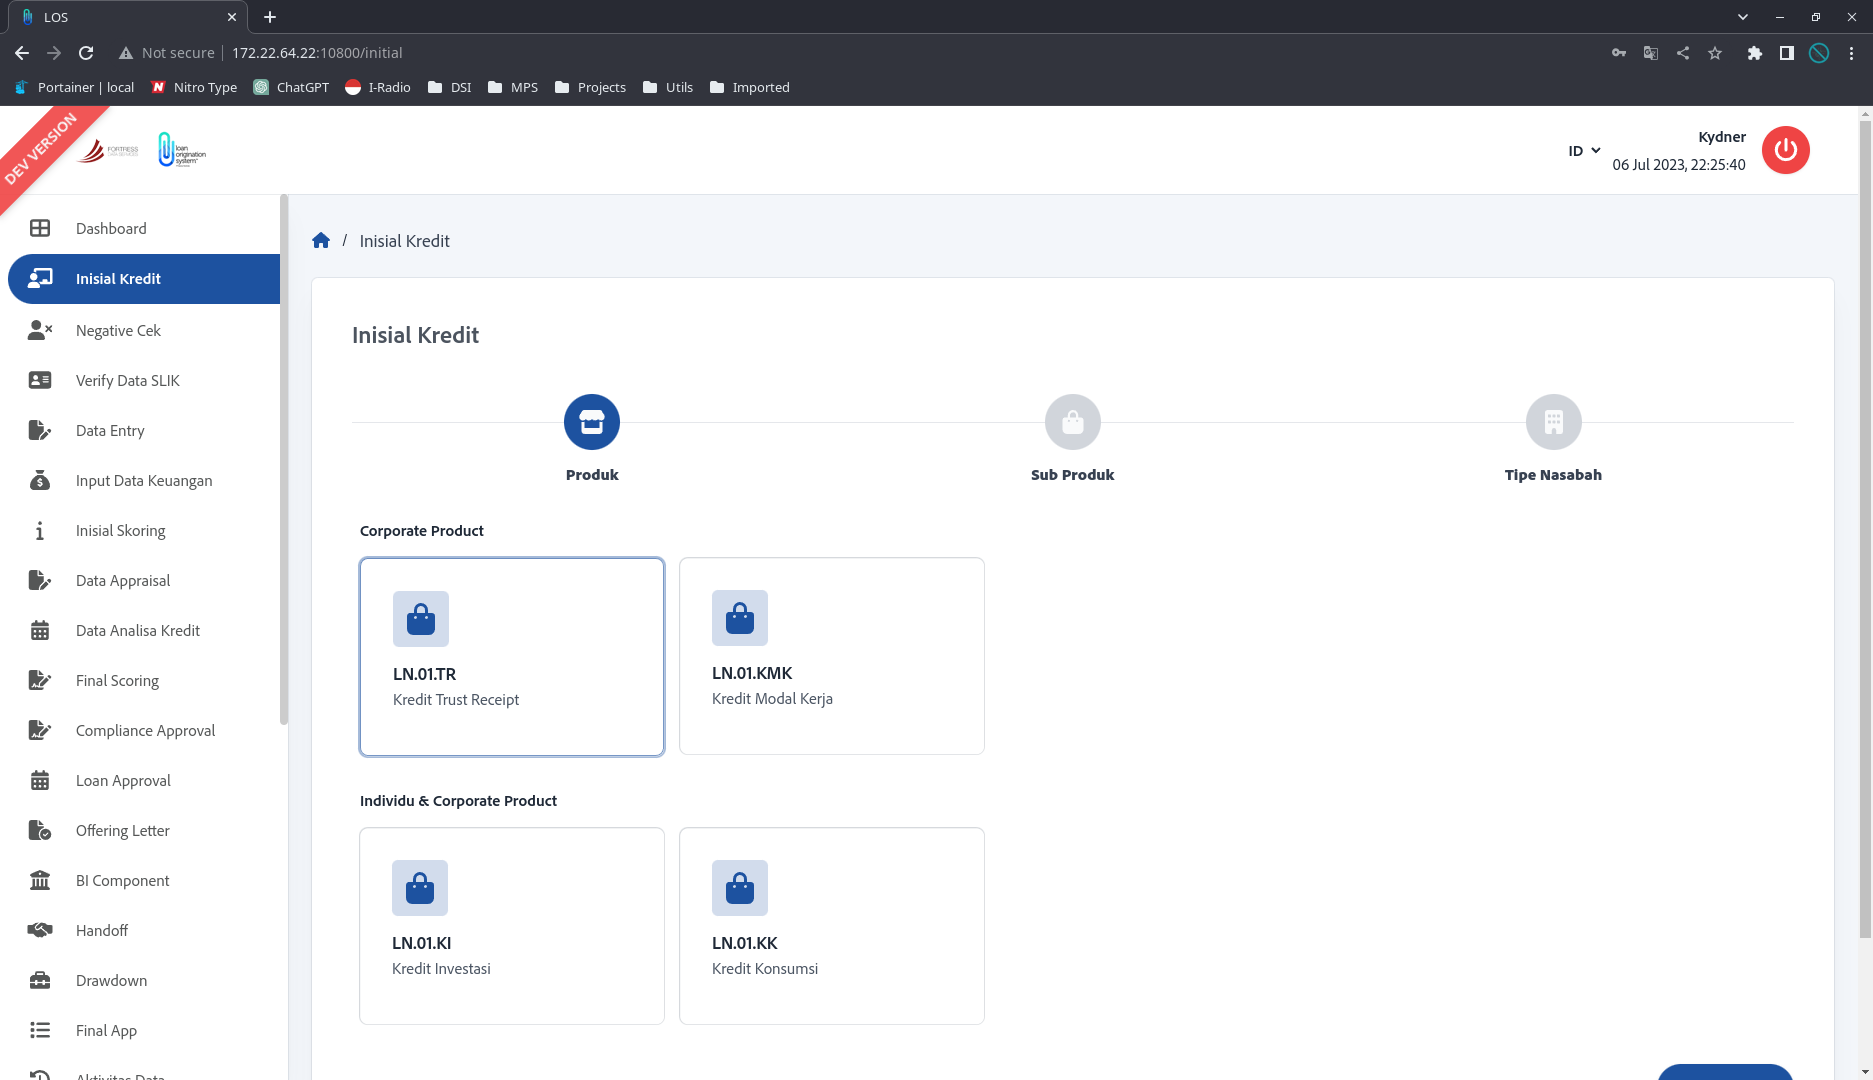 LOS
Not secure
172.22.64.22:10800/initial
Portainer | local
Nitro Type
ChatGPT
I-Radio
DSI
MPS
Projects
Utils
Imported
DEV VERSION
FORTRESS
loan
origination
system
ID
Kydner
06 Jul 2023, 22:25:40
Dashboard
Inisial Kredit
Negative Cek
Verify Data SLIK
Data Entry
Input Data Keuangan
Inisial Skoring
Data Appraisal
Data Analisa Kredit
Final Scoring
Compliance Approval
Loan Approval
Offering Letter
BI Component
Handoff
Drawdown
Final App
Aktivitas Data
/ Inisial Kredit
Inisial Kredit
Produk
Sub Produk
Tipe Nasabah
Corporate Product
LN.01.TR
Kredit Trust Receipt
LN.01.KMK
Kredit Modal Kerja
Individu & Corporate Product
LN.01.KI
Kredit Investasi
LN.01.KK
Kredit Konsumsi